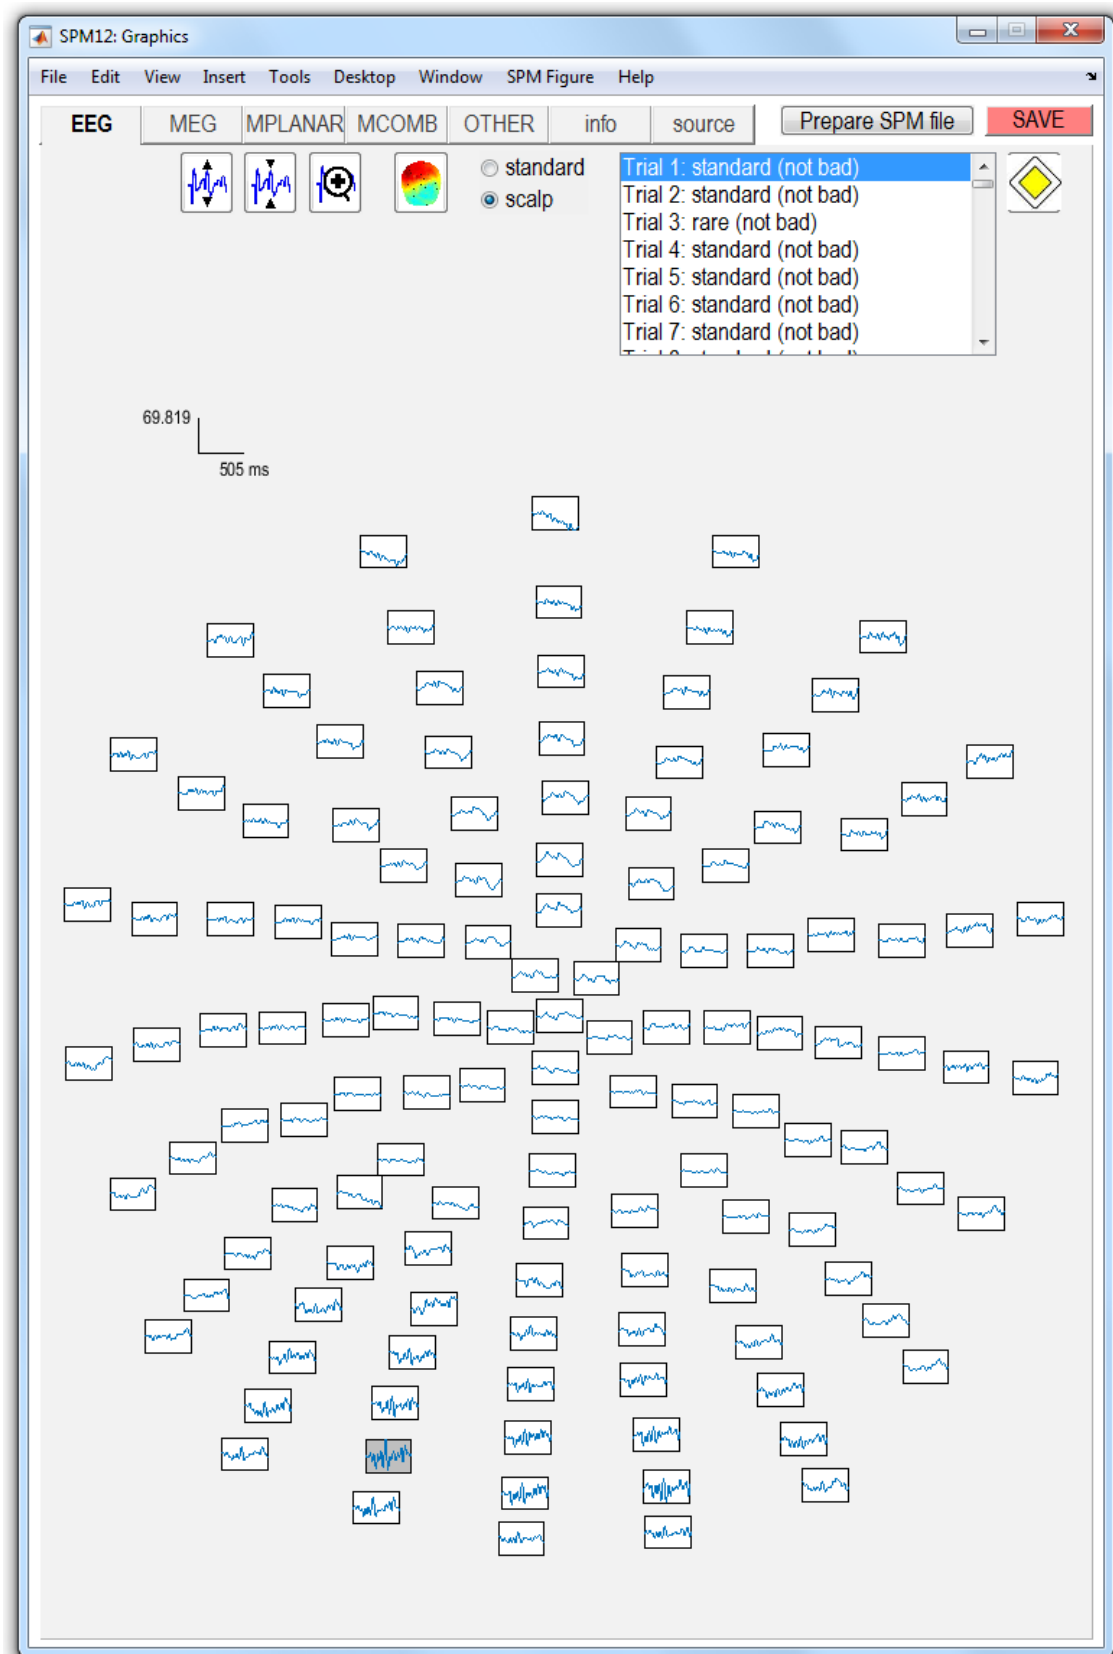 SPM12: Graphics
File Edit View Insert Tools Desktop Window SPM Figure Help
EEG MEG MPLANAR MCOMB OTHER info source Prepare SPM file SAVE
standard
scalp
Trial 1: standard (not bad)
Trial 2: standard (not bad)
Trial 3: rare (not bad)
Trial 4: standard (not bad)
Trial 5: standard (not bad)
Trial 6: standard (not bad)
Trial 7: standard (not bad)
69.819
505 ms